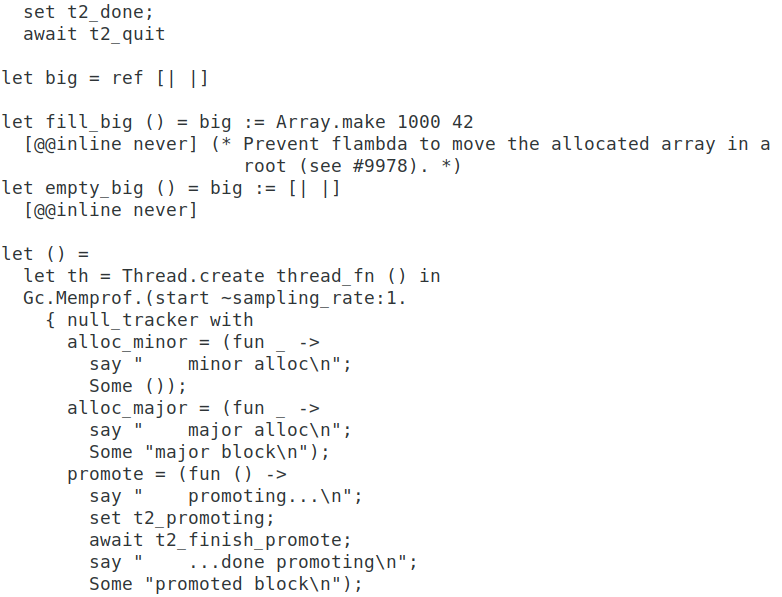 set t2_done;
  await t2_quit

let big = ref [| |]

let fill_big () = big := Array.make 1000 42
  [@@inline never] (* Prevent flambda to move the allocated array in a
                      root (see #9978). *)
let empty_big () = big := [| |]
  [@@inline never]

let () =
  let th = Thread.create thread_fn () in
  Gc.Memprof.(start ~sampling_rate:1.
    { null_tracker with
      alloc_minor = (fun _ ->
        say "    minor alloc\n";
        Some ());
      alloc_major = (fun _ ->
        say "    major alloc\n";
        Some "major block\n");
      promote = (fun () ->
        say "    promoting...\n";
        set t2_promoting;
        await t2_finish_promote;
        say "    ...done promoting\n";
        Some "promoted block\n");